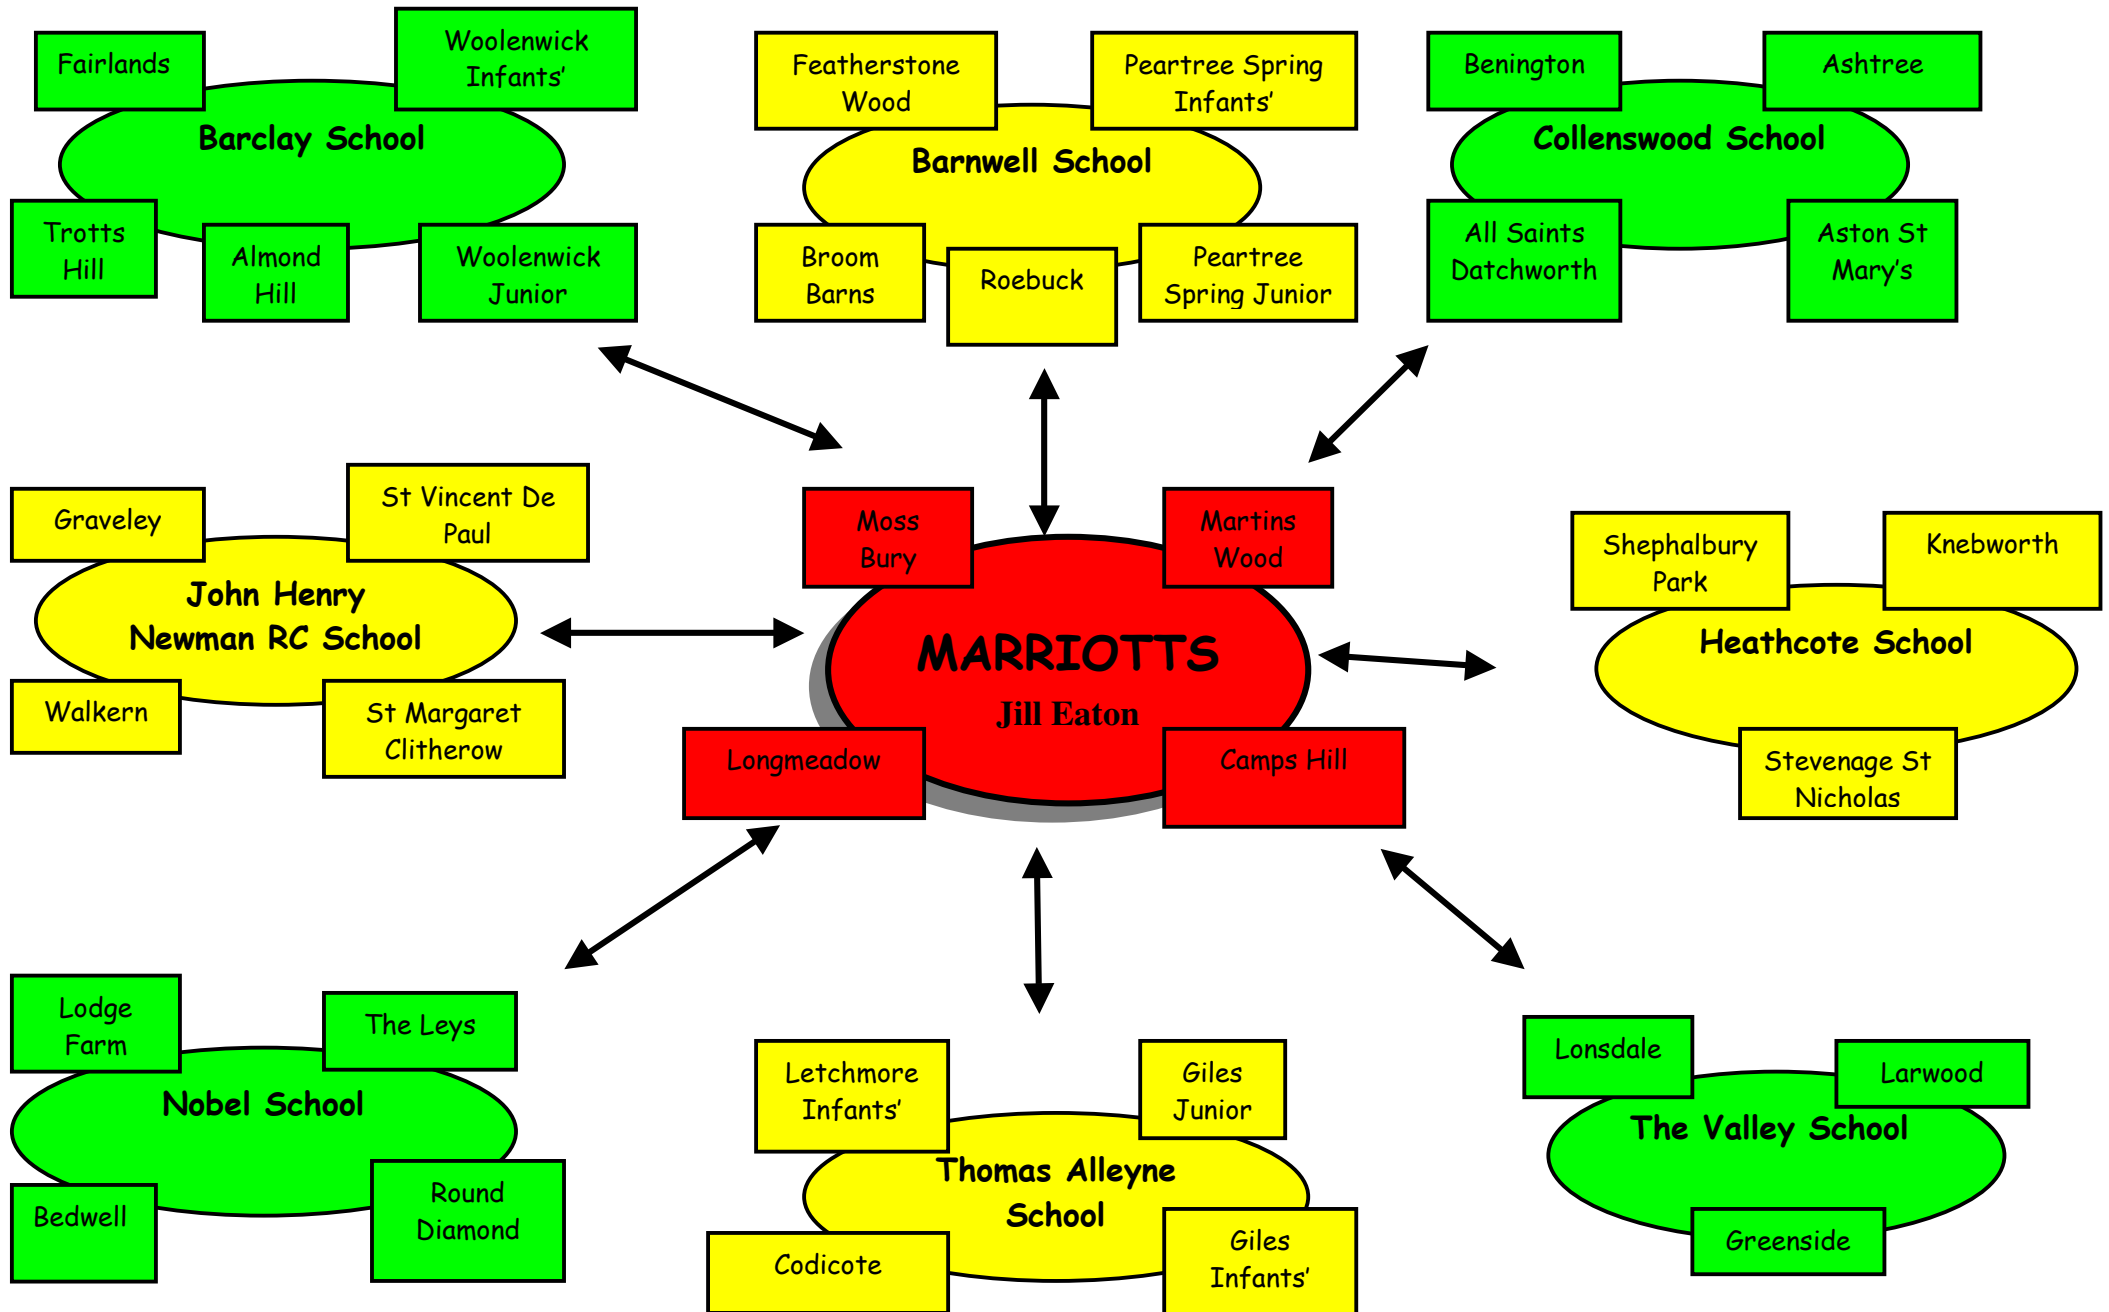 Fairlands
Woolenwick
Infants’
Barclay School
Trotts
Hill
Almond
Hill
Woolenwick
Junior
Featherstone
Wood
Peartree Spring
Infants’
Barnwell School
Broom
Barns
Roebuck
Peartree
Spring Junior
Benington
Ashtree
Collenswood School
All Saints
Datchworth
Aston St
Mary’s
Graveley
St Vincent De
Paul
John Henry
Newman RC School
Walkern
St Margaret
Clitherow
Moss
Bury
Martins
Wood
MARRIOTTS
Jill Eaton
Longmeadow
Camps Hill
Shephalbury
Park
Knebworth
Heathcote School
Stevenage St
Nicholas
Lodge
Farm
The Leys
Nobel School
Bedwell
Round
Diamond
Letchmore
Infants’
Giles
Junior
Thomas Alleyne
School
Codicote
Giles
Infants’
Lonsdale
Larwood
The Valley School
Greenside